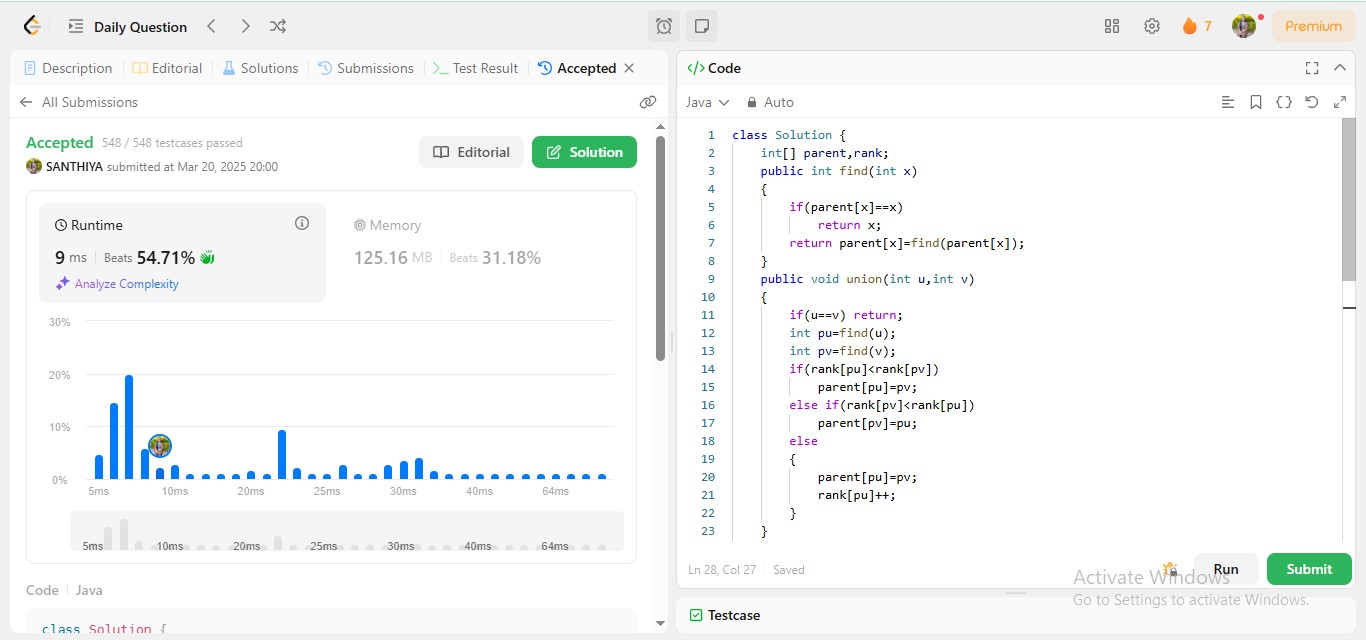 Daily Question
7
Premium
Description
Editorial
Solutions
Submissions
Test Result
Accepted
All Submissions
Accepted 548 / 548 testcases passed
SANTHIYA submitted at Mar 20, 2025 20:00
Editorial
Solution
Runtime
9 ms Beats 54.71%
Analyze Complexity
Memory
125.16 MB Beats 31.18%
30%
20%
10%
0%
5ms 10ms 20ms 25ms 30ms 40ms 64ms
5ms 10ms 20ms 25ms 30ms 40ms 64ms
Code Java
class Solution {
</> Code
Java Auto
1 class Solution {
2 int[] parent,rank;
3 public int find(int x)
4 {
5 if(parent[x]==x)
6 return x;
7 return parent[x]=find(parent[x]);
8 }
9 public void union(int u,int v)
10 {
11 if(u==v) return;
12 int pu=find(u);
13 int pv=find(v);
14 if(rank[pu]<rank[pv])
15 parent[pu]=pv;
16 else if(rank[pv]<rank[pu])
17 parent[pv]=pu;
18 else
19 {
20 parent[pu]=pv;
21 rank[pu]++;
22 }
23 }
Ln 28, Col 27 Saved
Run
Submit
Activate Windows
Go to Settings to activate Windows.
Testcase